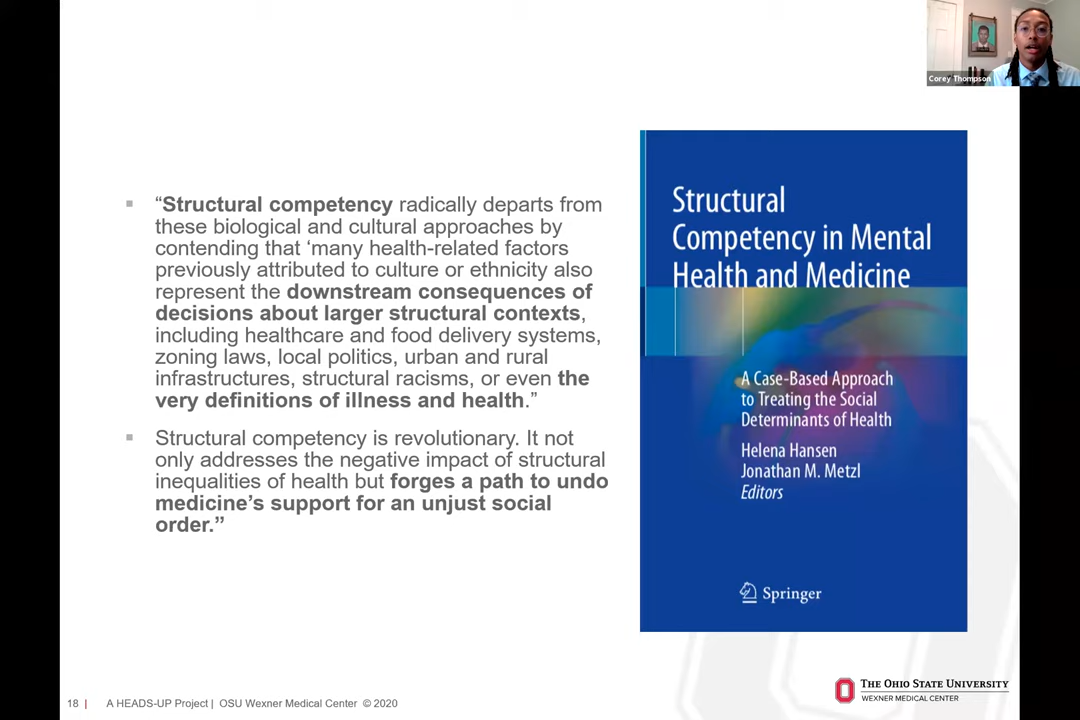 Corey Thompson
▪ “Structural competency radically departs from
these biological and cultural approaches by
contending that ‘many health-related factors
previously attributed to culture or ethnicity also
represent the downstream consequences of
decisions about larger structural contexts,
including healthcare and food delivery systems,
zoning laws, local politics, urban and rural
infrastructures, structural racisms, or even the
very definitions of illness and health.”
▪ Structural competency is revolutionary. It not
only addresses the negative impact of structural
inequalities of health but forges a path to undo
medicine’s support for an unjust social
order.”
Structural
Competency in Mental
Health and Medicine
A Case-Based Approach
to Treating the Social
Determinants of Health
Helena Hansen
Jonathan M. Metzl
Editors
Springer
18 | A HEADS-UP Project | OSU Wexner Medical Center © 2020
THE OHIO STATE UNIVERSITY
WEXNER MEDICAL CENTER